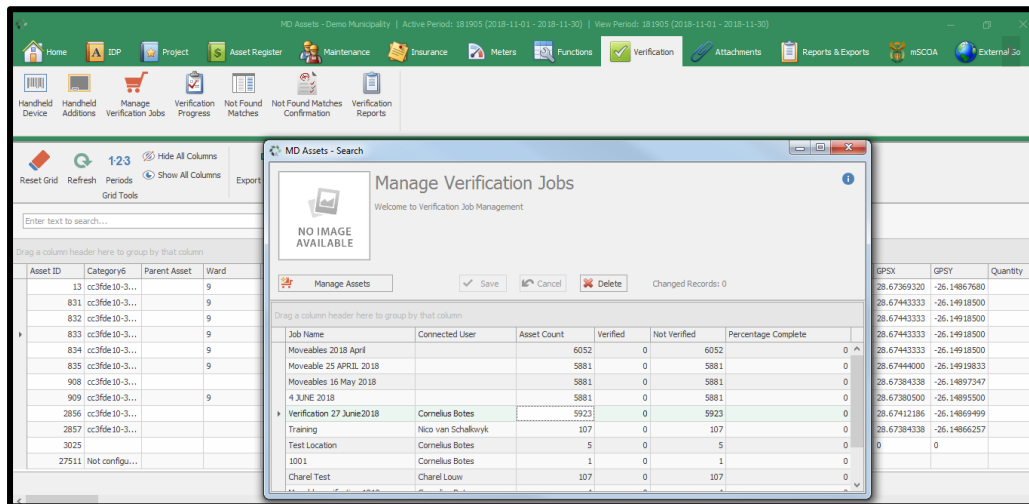 MD Assets - Demo Municipality | Active Period: 181905 (2018-11-01 - 2018-11-30) | View Period: 181905 (2018-11-01 - 2018-11-30)
Home IDP Project Asset Register Maintenance Insurance Meters Functions Verification Attachments Reports & Exports mSCOA External So
Handheld Device
Handheld Additions
Manage Verification Jobs
Verification Progress
Not Found Matches
Not Found Matches Confirmation
Verification Reports
Reset Grid
Refresh
1·2·3
Periods
Hide All Columns
Show All Columns
Export
Grid Tools
Enter text to search...
Drag a column header here to group by that column
Asset ID Category6 Parent Asset Ward
13 cc3fde10-3... 9
831 cc3fde10-3... 9
832 cc3fde10-3... 9
833 cc3fde10-3... 9
834 cc3fde10-3... 9
835 cc3fde10-3... 9
908 cc3fde10-3...
909 cc3fde10-3... 9
2856 cc3fde10-3...
2857 cc3fde10-3...
3025
27511 Not configu...
MD Assets - Search
Manage Verification Jobs
Welcome to Verification Job Management
NO IMAGE
AVAILABLE
Manage Assets Save Cancel Delete Changed Records: 0
Drag a column header here to group by that column
Job Name Connected User Asset Count Verified Not Verified Percentage Complete
Moveables 2018 April 6052 0 6052 0
Moveable 25 APRIL 2018 5881 0 5881 0
Moveables 16 May 2018 5881 0 5881 0
4 JUNE 2018 5881 0 5881 0
Verification 27 Junie2018 Cornelius Botes 5923 0 5923 0
Training Nico van Schalkwyk 107 0 107 0
Test Location Cornelius Botes 5 0 5 0
1001 Cornelius Botes 1 0 1 0
Charel Test Charel Louw 107 0 107 0
GPSX GPSY Quantity
28.67369320 -26.14867680
28.67443333 -26.14918500
28.67443333 -26.14918500
28.67443333 -26.14918500
28.67443333 -26.14918500
28.67444000 -26.14919833
28.67384338 -26.14897347
28.67380500 -26.14895500
28.67412186 -26.14869499
28.67384338 -26.14866257
0 0